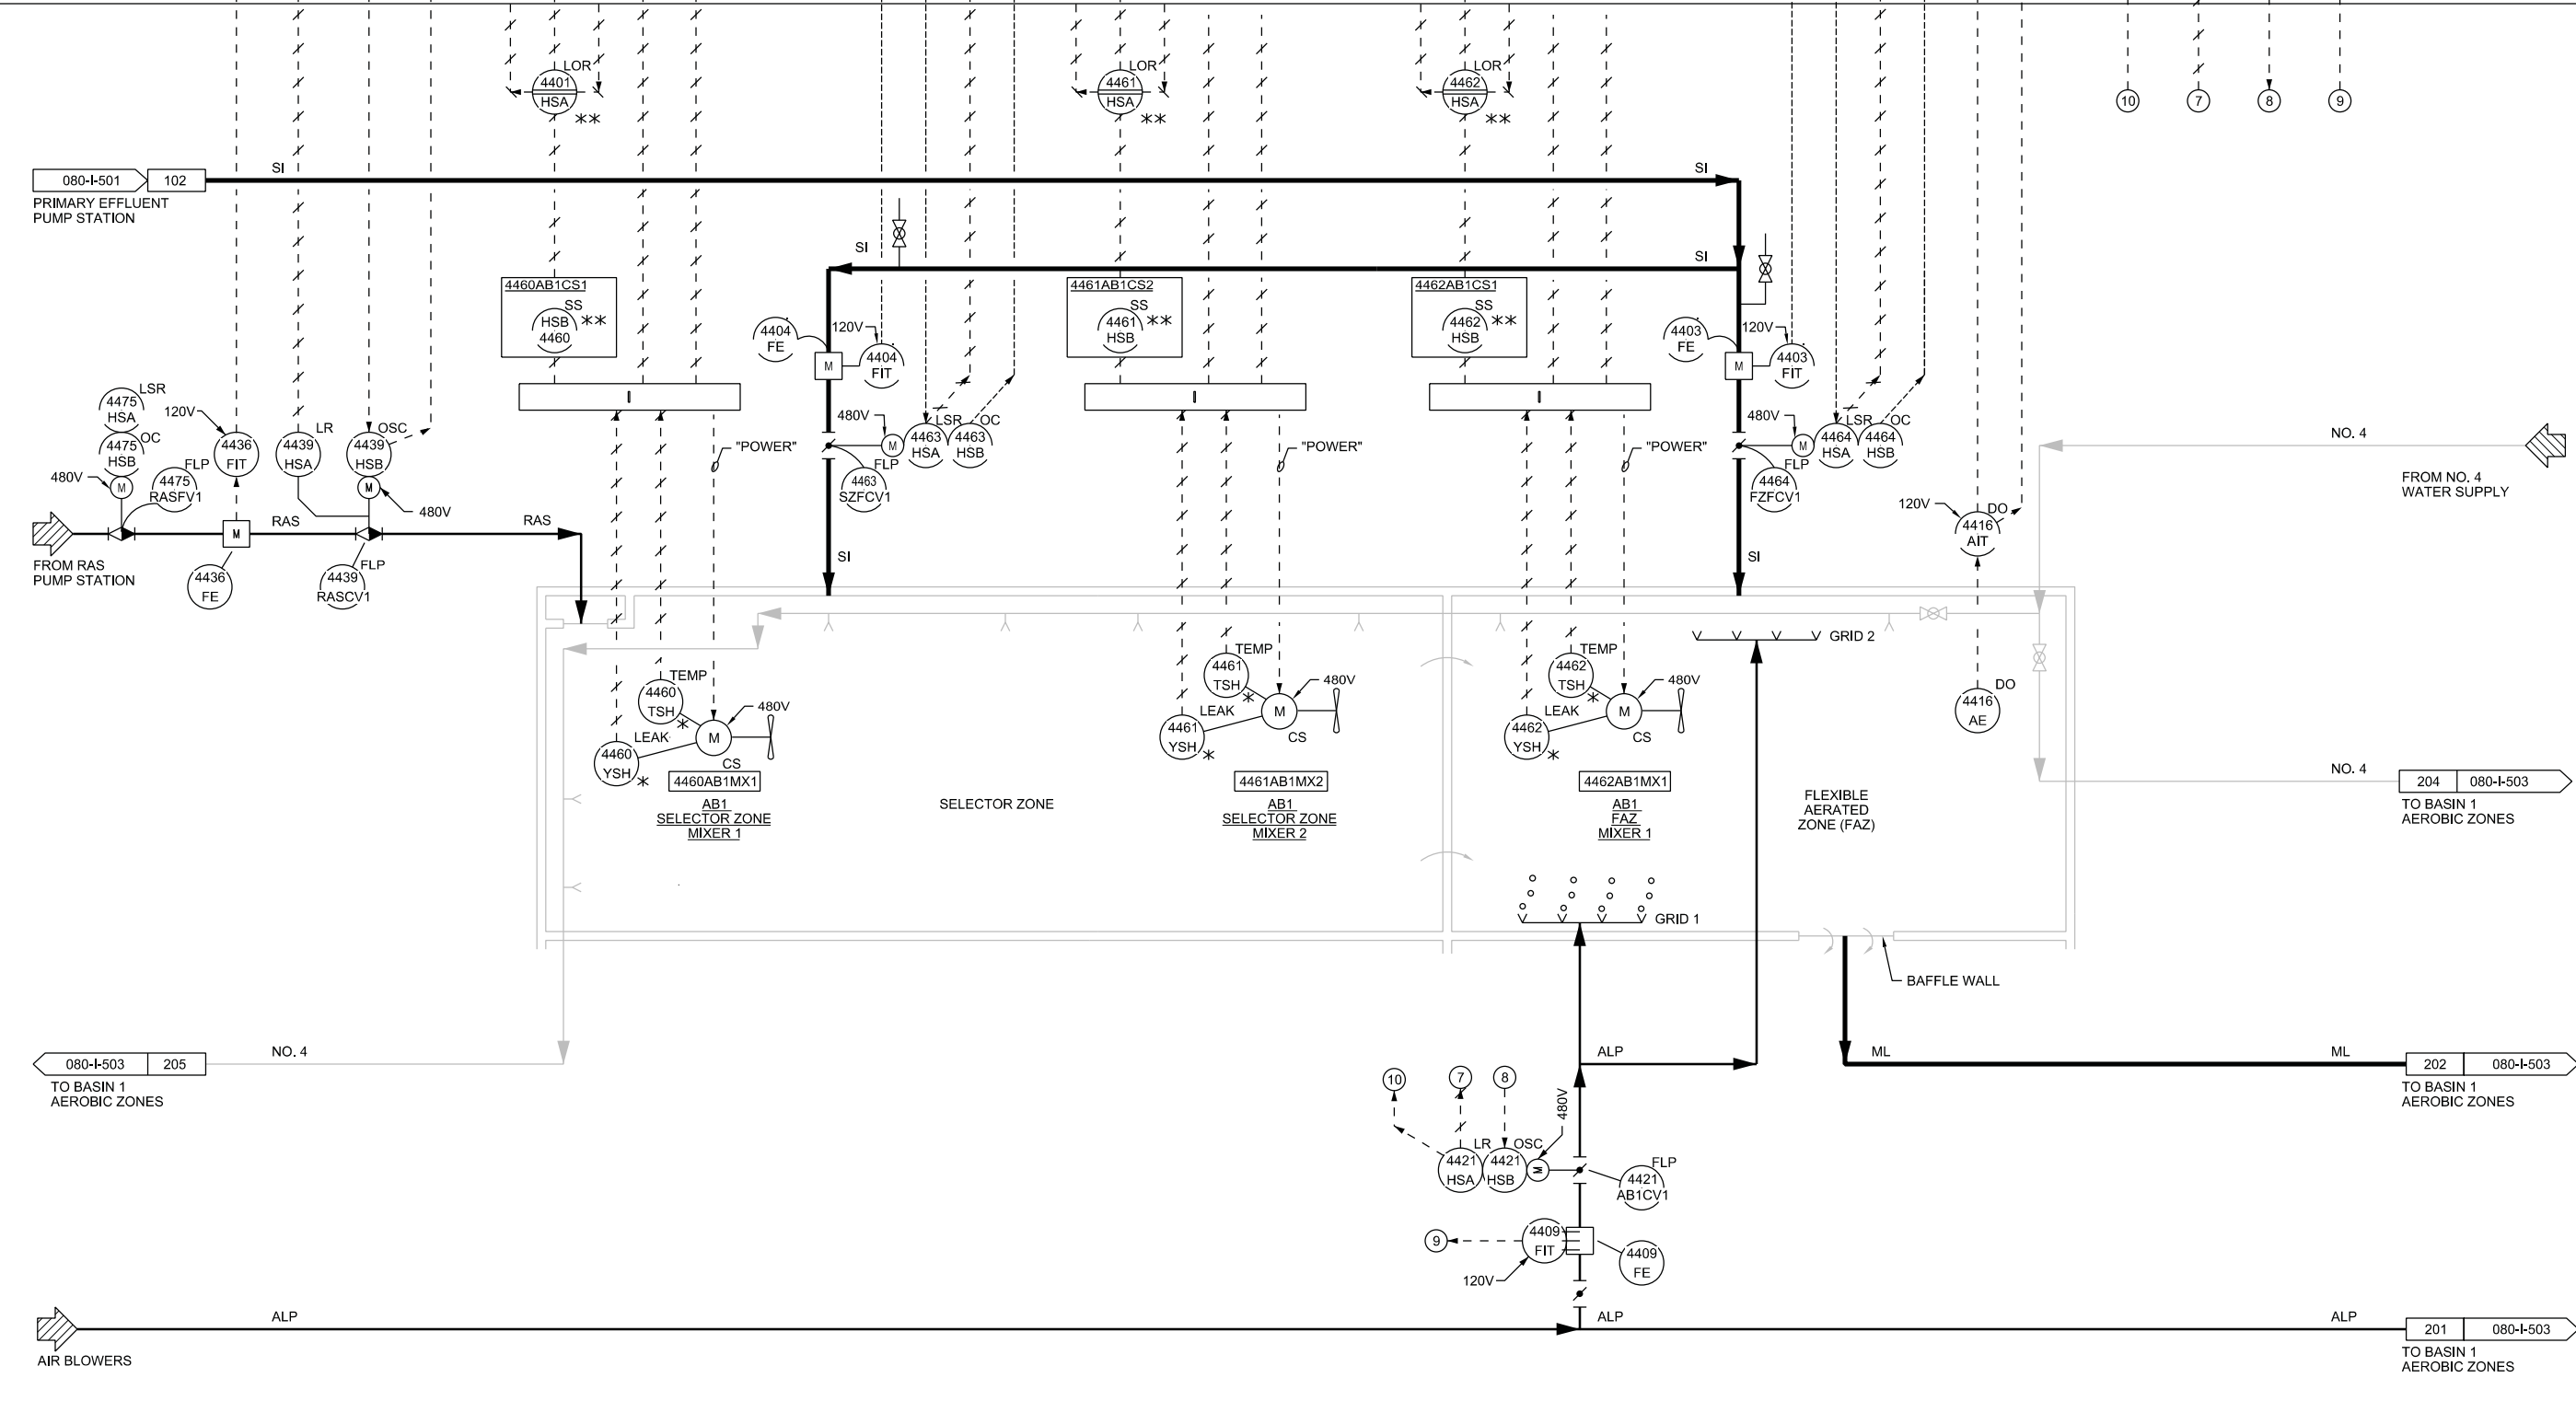 LOR
4401
HSA
**
LOR
4461
HSA
**
LOR
4462
HSA
**
10
7
8
9
080-I-501
102
PRIMARY EFFLUENT
PUMP STATION
SI
SI
SI
SI
4460AB1CS1
SS
HSB
4460
**
4461AB1CS2
SS
4461
HSB
**
4462AB1CS1
SS
4462
HSB
**
4404
FE
120V
4404
FIT
M
4403
FE
120V
4403
FIT
M
I
I
I
4475
HSA
LSR
4475
HSB
OC
480V
M
FLP
4475
RASFV1
120V
4436
FIT
LR
4439
HSA
OSC
4439
HSB
M
480V
"POWER"
480V
M
LSR
4463
HSA
OC
4463
HSB
FLP
4463
SZFCV1
"POWER"
"POWER"
480V
M
LSR
4464
HSA
OC
4464
HSB
FLP
4464
FZFCV1
NO. 4
FROM NO. 4
WATER SUPPLY
RAS
M
RAS
FROM RAS
PUMP STATION
4436
FE
FLP
4439
RASCV1
SI
SI
120V
DO
4416
AIT
GRID 2
TEMP
4460
TSH
*
LEAK
4460
YSH
*
M
480V
CS
4460AB1MX1
AB1
SELECTOR ZONE
MIXER 1
SELECTOR ZONE
TEMP
4461
TSH
*
LEAK
4461
YSH
*
M
480V
CS
4461AB1MX2
AB1
SELECTOR ZONE
MIXER 2
TEMP
4462
TSH
*
LEAK
4462
YSH
*
M
480V
CS
4462AB1MX1
AB1
FAZ
MIXER 1
FLEXIBLE
AERATED
ZONE (FAZ)
DO
4416
AE
NO. 4
204
080-I-503
TO BASIN 1
AEROBIC ZONES
GRID 1
BAFFLE WALL
080-I-503
205
NO. 4
TO BASIN 1
AEROBIC ZONES
ALP
ML
ML
202
080-I-503
TO BASIN 1
AEROBIC ZONES
10
7
8
480V
LR
4421
HSA
OSC
4421
HSB
M
FLP
4421
AB1CV1
9
4409
FIT
4409
FE
120V
ALP
ALP
ALP
201
080-I-503
AIR BLOWERS
TO BASIN 1
AEROBIC ZONES